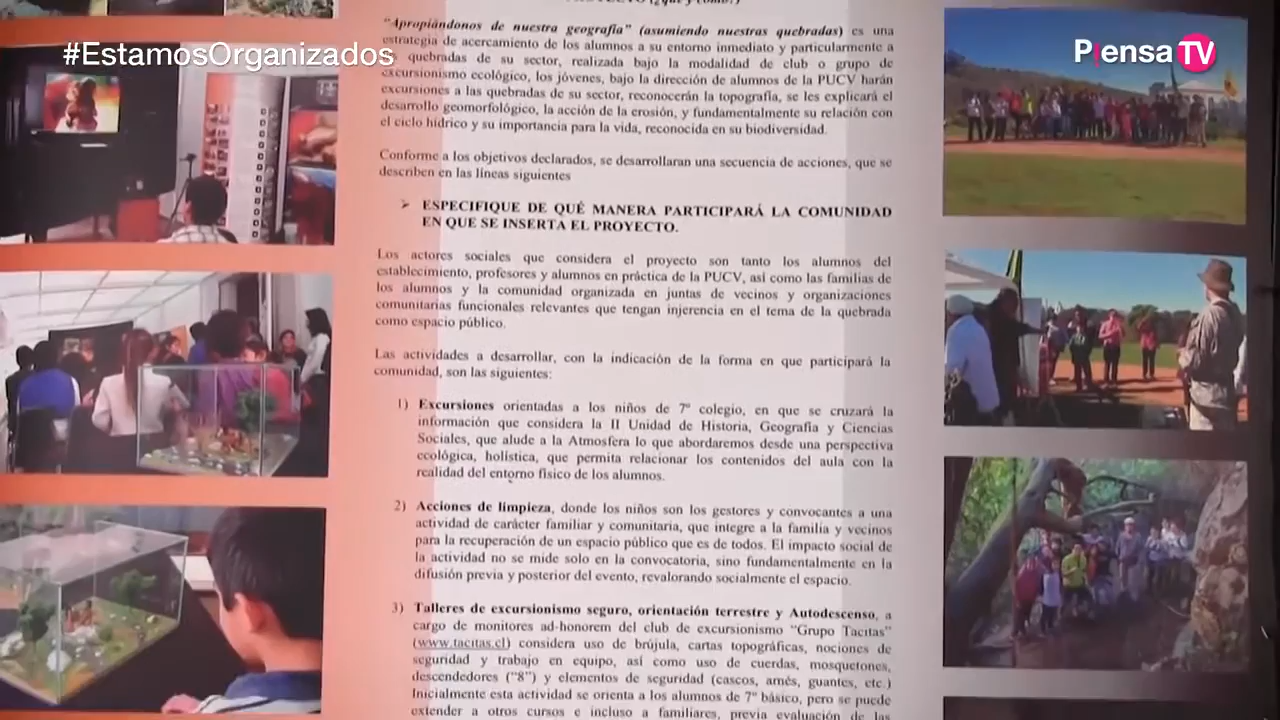 #EstamosOrganizados
PiensaTV
"Apropiándonos de nuestra geografía" (asumiendo nuestras quebradas) es una
estrategia de acercamiento de los alumnos a su entorno inmediato y particularmente a
quebradas de su sector, realizada bajo la modalidad de club o grupo de
excursionismo ecológico, los jóvenes, bajo la dirección de alumnos de la PUCV harán
excursiones a las quebradas de su sector, reconocerán la topografía, se les explicará el
desarrollo geomorfológico, la acción de la erosión, y fundamentalmente su relación con
el ciclo hídrico y su importancia para la vida, reconocida en su biodiversidad.
Conforme a los objetivos declarados, se desarrollaran una secuencia de acciones, que se
describen en las líneas siguientes
➢ ESPECIFIQUE DE QUÉ MANERA PARTICIPARÁ LA COMUNIDAD
EN QUE SE INSERTA EL PROYECTO.
Los actores sociales que considera el proyecto son tanto los alumnos del
establecimiento, profesores y alumnos en práctica de la PUCV, así como las familias de
los alumnos y la comunidad organizada en juntas de vecinos y organizaciones
comunitarias funcionales relevantes que tengan injerencia en el tema de la quebrada
como espacio público.
Las actividades a desarrollar, con la indicación de la forma en que participará la
comunidad, son las siguientes:
1) Excursiones orientadas a los niños de 7º colegio, en que se cruzará la
información que considera la II Unidad de Historia, Geografía y Ciencias
Sociales, que alude a la Atmosfera lo que abordaremos desde una perspectiva
ecológica, holística, que permita relacionar los contenidos del aula con la
realidad del entorno físico de los alumnos.
2) Acciones de limpieza, donde los niños son los gestores y convocantes a una
actividad de carácter familiar y comunitaria, que integre a la familia y vecinos
para la recuperación de un espacio público que es de todos. El impacto social de
la actividad no se mide solo en la convocatoria, sino fundamentalmente en la
difusión previa y posterior del evento, revalorando socialmente el espacio.
3) Talleres de excursionismo seguro, orientación terrestre y Autodescenso, a
cargo de monitores ad-honorem del club de excursionismo "Grupo Tacitas"
(www.tacitas.cl) considera uso de brújula, cartas topográficas, nociones de
seguridad y trabajo en equipo, así como uso de cuerdas, mosquetones,
descendedores ("8") y elementos de seguridad (cascos, arnés, guantes, etc.)
Inicialmente esta actividad se orienta a los alumnos de 7º básico, pero se puede
extender a otros cursos e incluso a familiares, previa evaluación de las